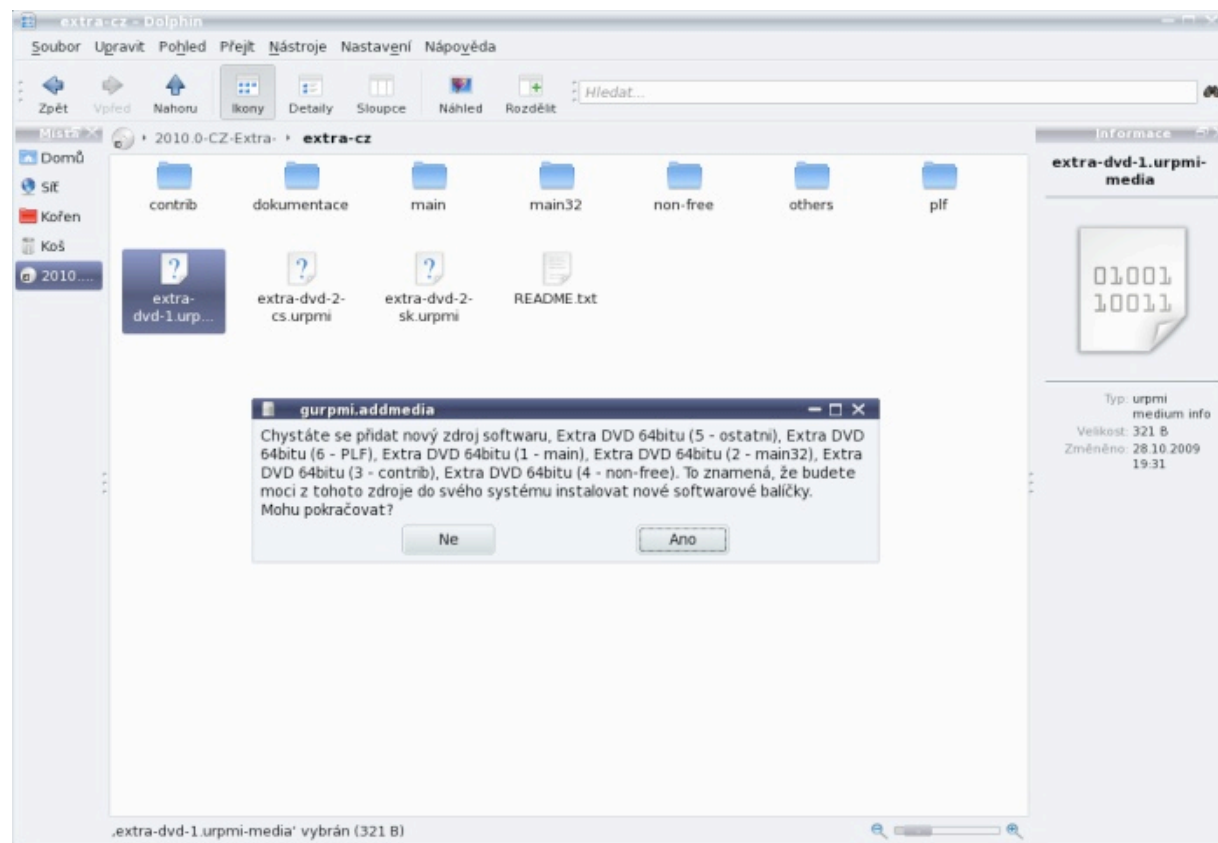 extra-cz - Dolphin
Soubor Upravit Pohled Přejít Nástroje Nastavení Nápověda
Zpět Vpřed Nahoru Ikony Detaily Sloupce Náhled Rozdělit Hledat...
Místa
2010.0-CZ-Extra- extra-cz
Informace
Domů
Síť
Kořen
Koš
2010....
contrib dokumentace main main32 non-free others plf
extra-dvd-1.urp...
extra-dvd-2-cs.urpmi
extra-dvd-2-sk.urpmi
README.txt
extra-dvd-1.urpmi-
media
01001
10011
Typ: urpmi
medium info
Velikost: 321 B
Změněno: 28.10.2009
19:31
gurpmi.addmedia
Chystáte se přidat nový zdroj softwaru, Extra DVD 64bitu (5 - ostatni), Extra DVD
64bitu (6 - PLF), Extra DVD 64bitu (1 - main), Extra DVD 64bitu (2 - main32), Extra
DVD 64bitu (3 - contrib), Extra DVD 64bitu (4 - non-free). To znamená, že budete
moci z tohoto zdroje do svého systému instalovat nové softwarové balíčky.
Mohu pokračovat?
Ne Ano
‚extra-dvd-1.urpmi-media‘ vybrán (321 B)